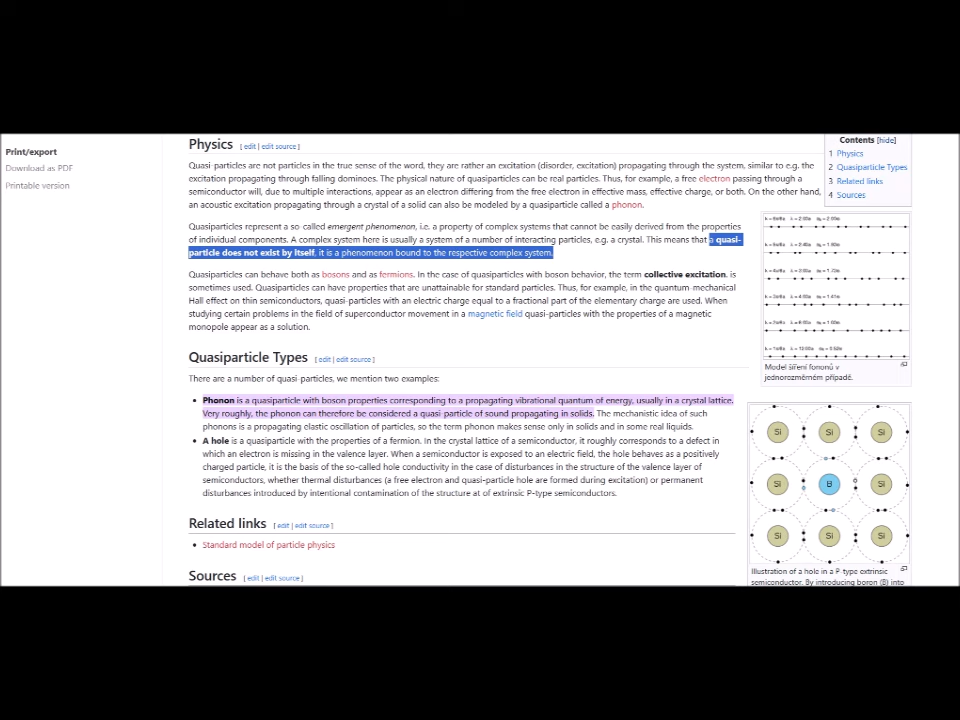 Print/export
Download as PDF
Printable version
Physics [ edit | edit source ]
Quasi-particles are not particles in the true sense of the word, they are rather an excitation (disorder, excitation) propagating through the system, similar to e.g. the
excitation propagating through falling dominoes. The physical nature of quasiparticles can be real particles. Thus, for example, a free electron passing through a
semiconductor will, due to multiple interactions, appear as an electron differing from the free electron in effective mass, effective charge, or both. On the other hand,
an acoustic excitation propagating through a crystal of a solid can also be modeled by a quasiparticle called a phonon.
Quasiparticles represent a so-called emergent phenomenon, i.e. a property of complex systems that cannot be easily derived from the properties
of individual components. A complex system here is usually a system of a number of interacting particles, e.g. a crystal. This means that a quasi-
particle does not exist by itself, it is a phenomenon bound to the respective complex system.
Quasiparticles can behave both as bosons and as fermions. In the case of quasiparticles with boson behavior, the term collective excitation. is
sometimes used. Quasiparticles can have properties that are unattainable for standard particles. Thus, for example, in the quantum-mechanical
Hall effect on thin semiconductors, quasi-particles with an electric charge equal to a fractional part of the elementary charge are used. When
studying certain problems in the field of superconductor movement in a magnetic field quasi-particles with the properties of a magnetic
monopole appear as a solution.
Quasiparticle Types [ edit | edit source ]
There are a number of quasi-particles, we mention two examples:
• Phonon is a quasiparticle with boson properties corresponding to a propagating vibrational quantum of energy, usually in a crystal lattice.
Very roughly, the phonon can therefore be considered a quasi-particle of sound propagating in solids. The mechanistic idea of such
phonons is a propagating elastic oscillation of particles, so the term phonon makes sense only in solids and in some real liquids.
• A hole is a quasiparticle with the properties of a fermion. In the crystal lattice of a semiconductor, it roughly corresponds to a defect in
which an electron is missing in the valence layer. When a semiconductor is exposed to an electric field, the hole behaves as a positively
charged particle, it is the basis of the so-called hole conductivity in the case of disturbances in the structure of the valence layer of
semiconductors, whether thermal disturbances (a free electron and quasi-particle hole are formed during excitation) or permanent
disturbances introduced by intentional contamination of the structure at of extrinsic P-type semiconductors.
Related links [ edit | edit source ]
• Standard model of particle physics
Sources [ edit | edit source ]
Contents [hide]
1 Physics
2 Quasiparticle Types
3 Related links
4 Sources
Model šíření fononů v
jednorozměrném případě.
Si Si Si
Si B Si
Si Si Si
Illustration of a hole in a P-type extrinsic
semiconductor. By introducing boron (B) into